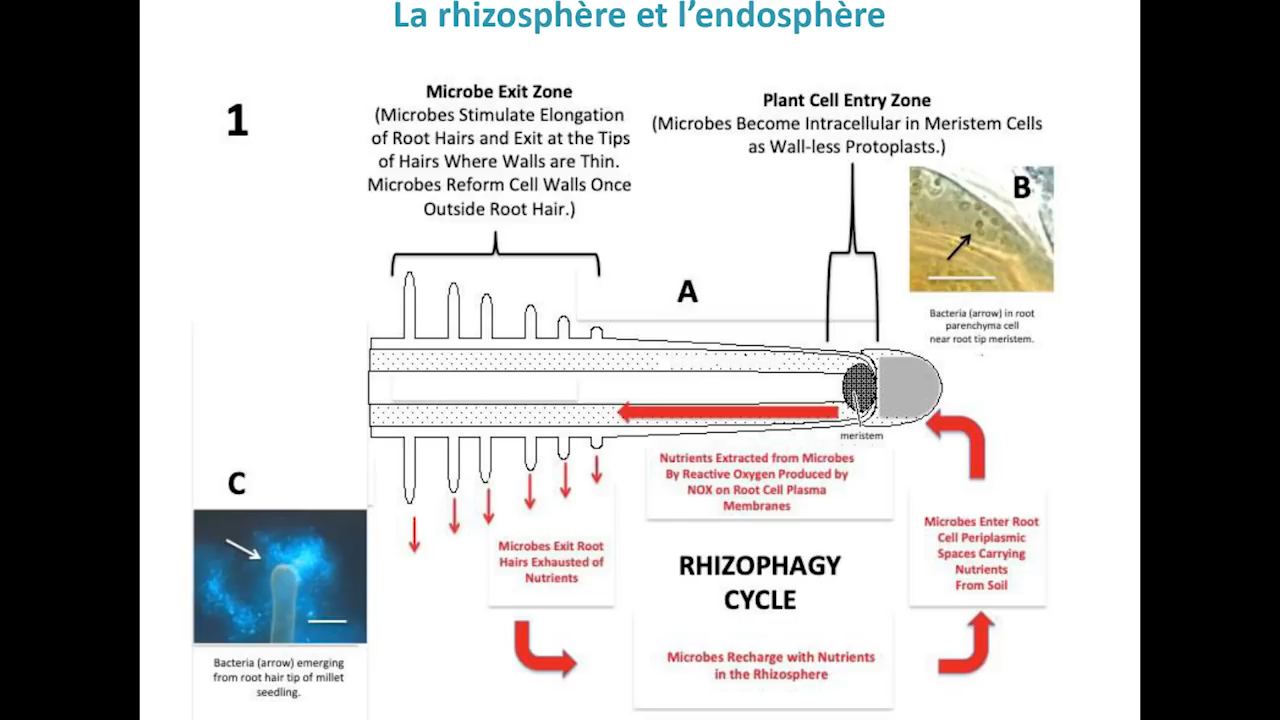 La rhizosphère et l'endosphère
1
Microbe Exit Zone
(Microbes Stimulate Elongation
of Root Hairs and Exit at the Tips
of Hairs Where Walls are Thin.
Microbes Reform Cell Walls Once
Outside Root Hair.)
Plant Cell Entry Zone
(Microbes Become Intracellular in Meristem Cells
as Wall-less Protoplasts.)
B
Bacteria (arrow) in root
parenchyma cell
near root tip meristem.
A
meristem
Nutrients Extracted from Microbes
By Reactive Oxygen Produced by
NOX on Root Cell Plasma
Membranes
C
Bacteria (arrow) emerging
from root hair tip of millet
seedling.
Microbes Exit Root
Hairs Exhausted of
Nutrients
RHIZOPHAGY
CYCLE
Microbes Enter Root
Cell Periplasmic
Spaces Carrying
Nutrients
From Soil
Microbes Recharge with Nutrients
in the Rhizosphere